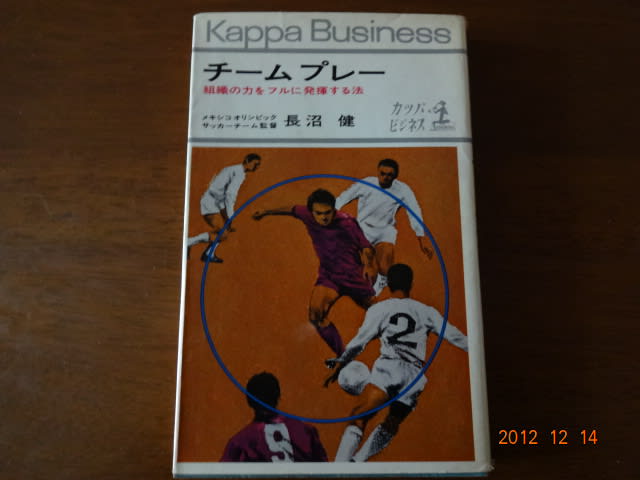 Kappa Business
チームプレー
組織の力をフルに発揮する法
メキシコオリンピック
サッカーチーム監督
長沼 健
カッパ・
ビジネス
2
5
2012 12 14